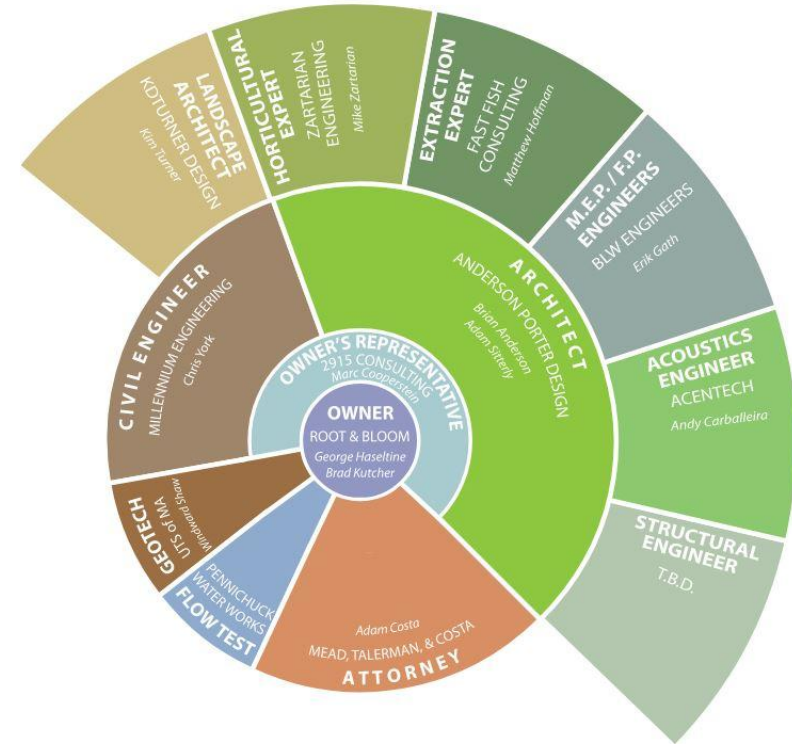 LANDSCAPE
ARCHITECT
KDTURNER DESIGN
Kim Turner
HORTICULTURAL
EXPERT
ZARTARIAN
ENGINEERING
Mike Zartarian
EXTRACTION
EXPERT
FAST FISH
CONSULTING
Matthew Hoffman
M.E.P. / F.P.
ENGINEERS
BLW ENGINEERS
Erik Gath
ACOUSTICS
ENGINEER
ACENTECH
Andy Carballeira
STRUCTURAL
ENGINEER
T.B.D.
ARCHITECT
ANDERSON PORTER DESIGN
Brian Anderson
Adam Sitterly
CIVIL ENGINEER
MILLENNIUM ENGINEERING
Chris York
OWNER'S REPRESENTATIVE
2915 CONSULTING
Marc Cooperstein
OWNER
ROOT & BLOOM
George Haseltine
Brad Kutcher
GEOTECH
UTS of MA
Windward Shaw
PENNICHUCK
WATER WORKS
FLOW TEST
Adam Costa
MEAD, TALERMAN, & COSTA
ATTORNEY